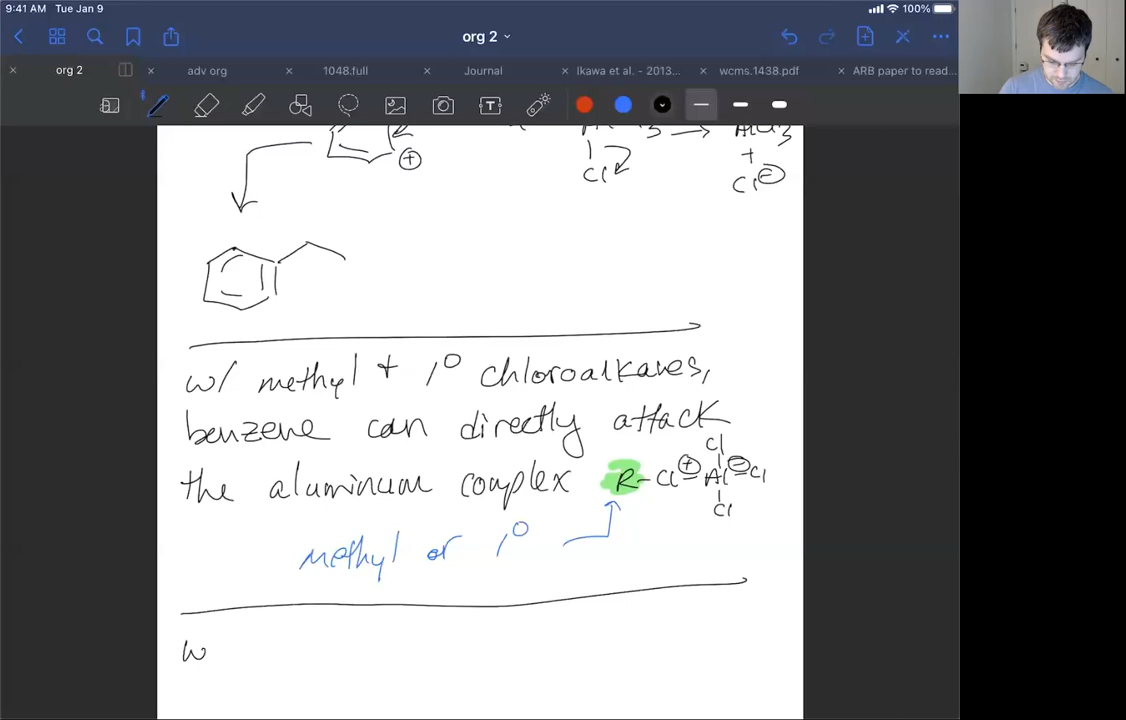 9:41 AM Tue Jan 9
100%
org 2
org 2
adv org
1048.full
Journal
Ikawa et al. - 2013...
wcms.1438.pdf
ARB paper to read...
T
+
Cl
+
Cl -
w/ methyl + 1° chloroalkanes,
benzene can directly attack
Cl
the aluminum complex R - Cl + Al - Cl
Cl
methyl or 1°
w